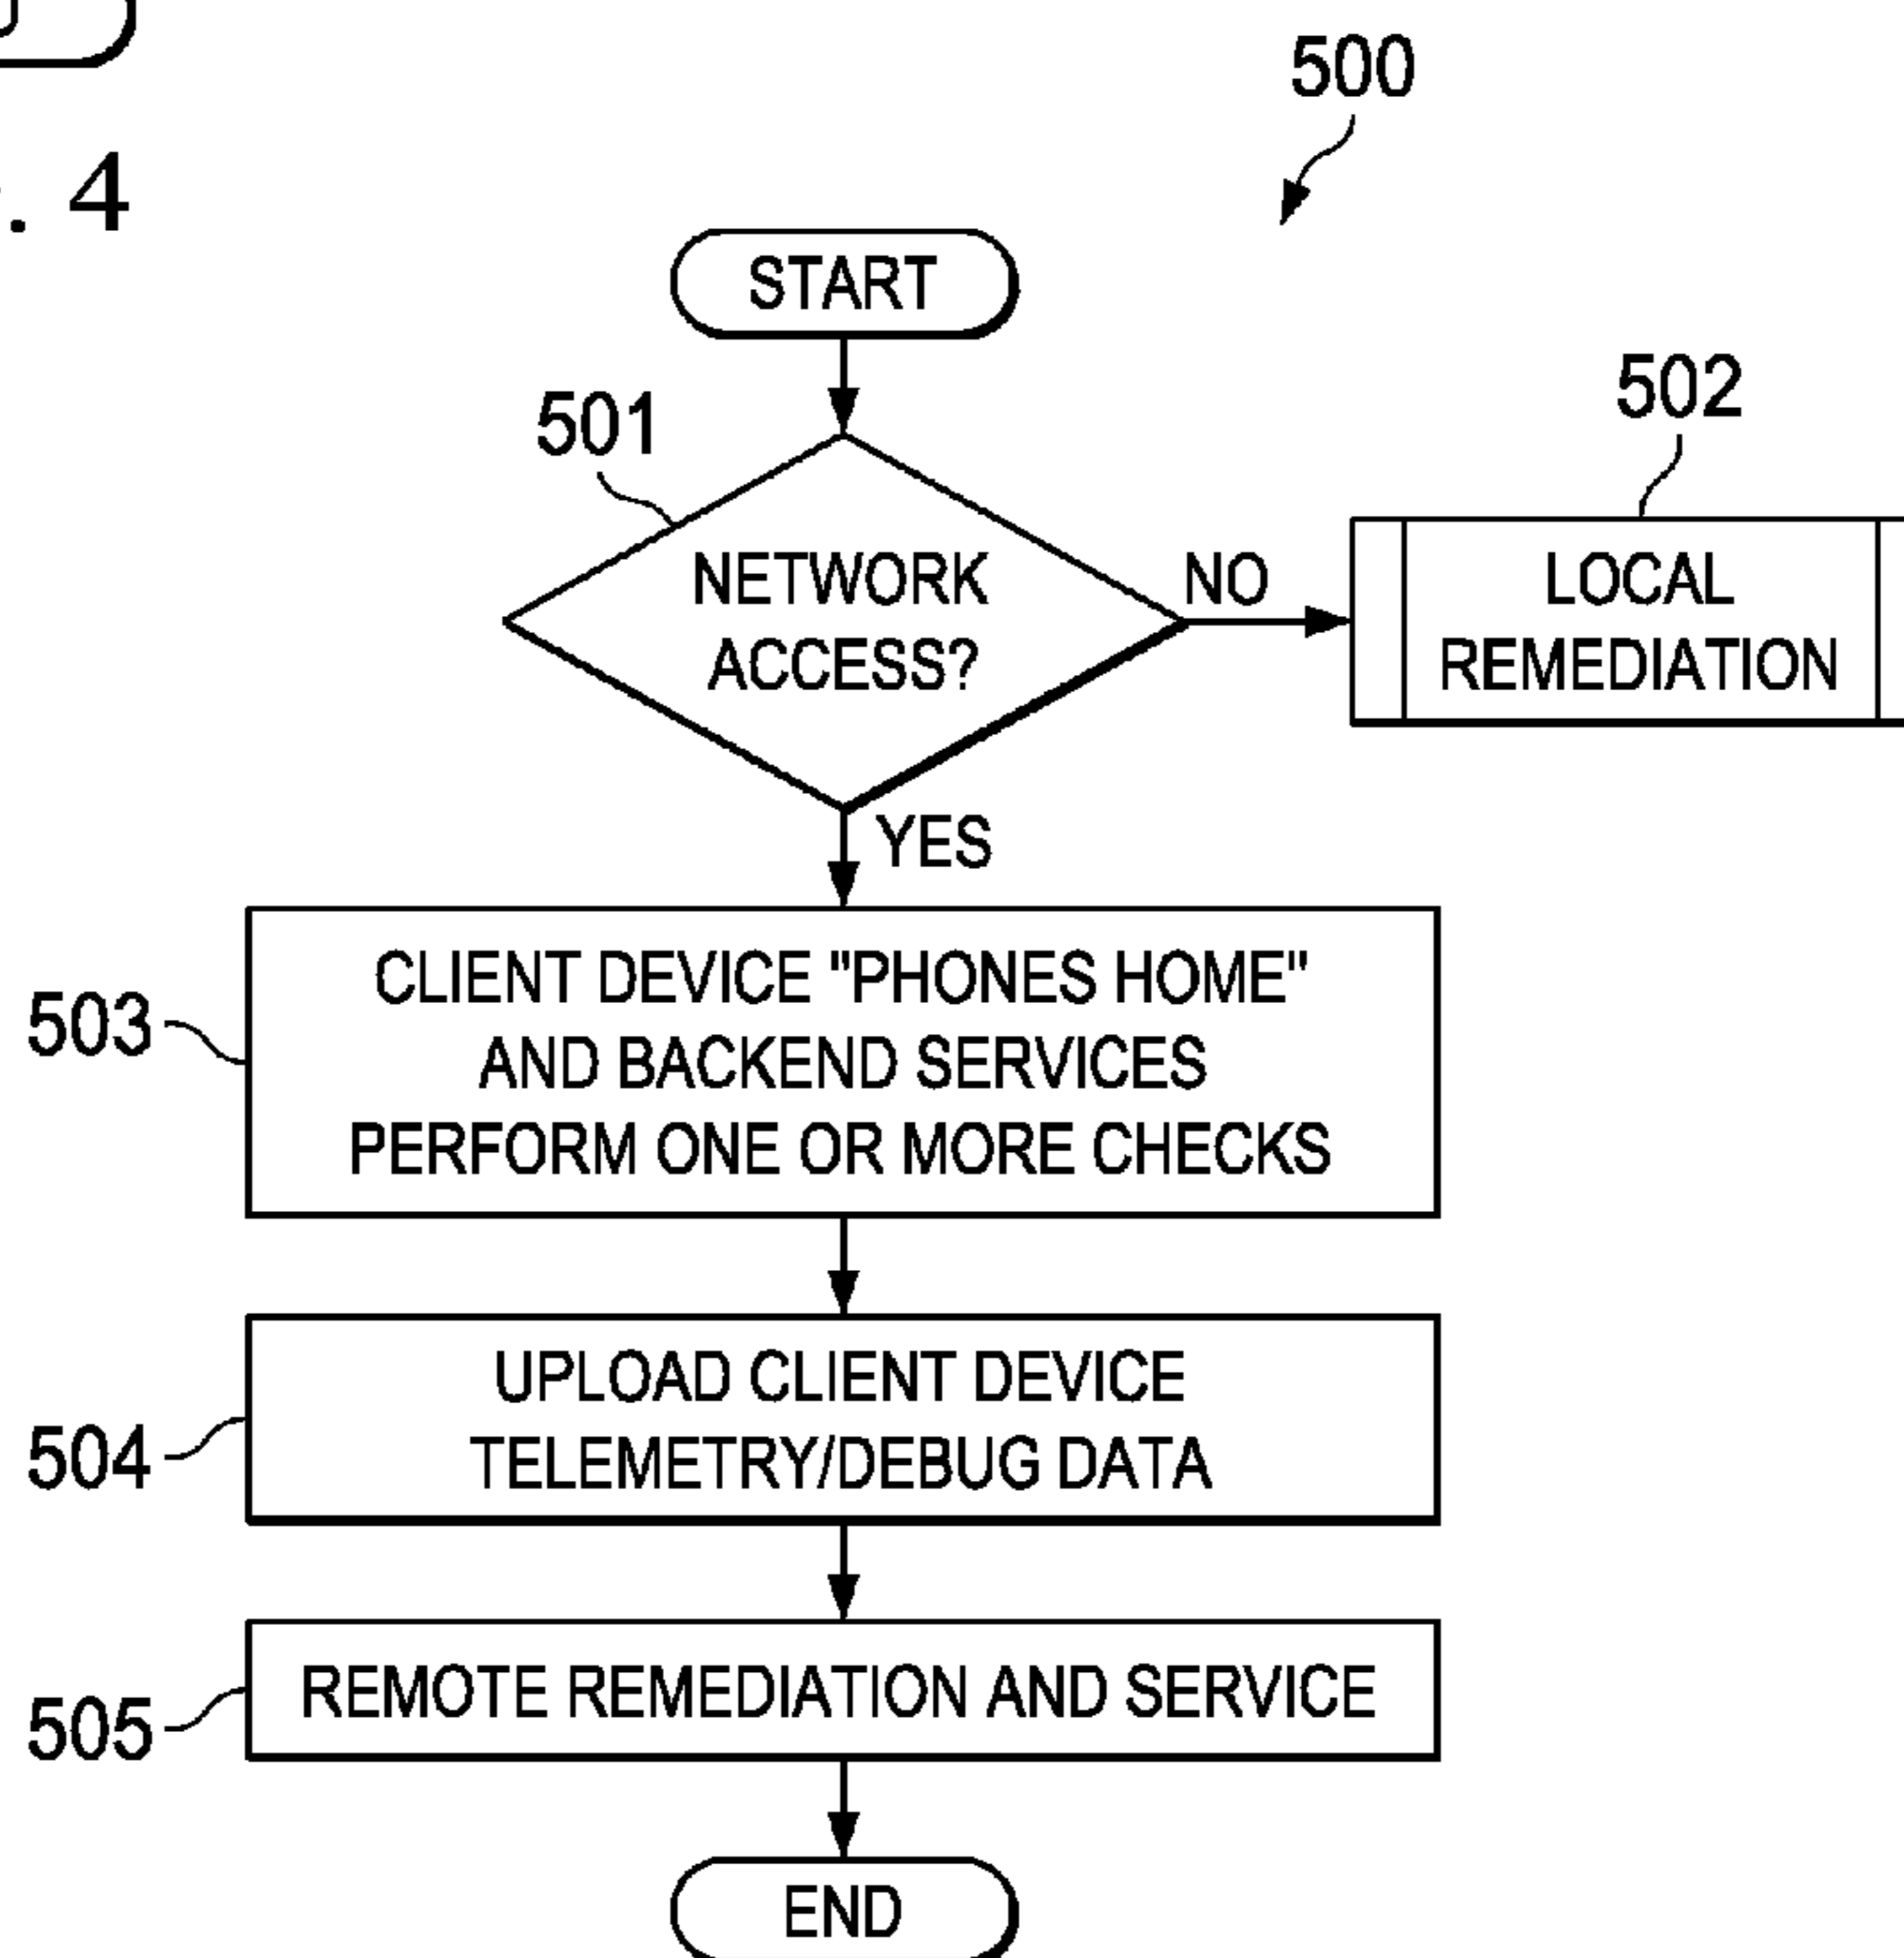 . 4
500
START
501
502
NETWORK
ACCESS?
NO
LOCAL
REMEDIATION
YES
503
CLIENT DEVICE "PHONES HOME"
AND BACKEND SERVICES
PERFORM ONE OR MORE CHECKS
504
UPLOAD CLIENT DEVICE
TELEMETRY/DEBUG DATA
505
REMOTE REMEDIATION AND SERVICE
END